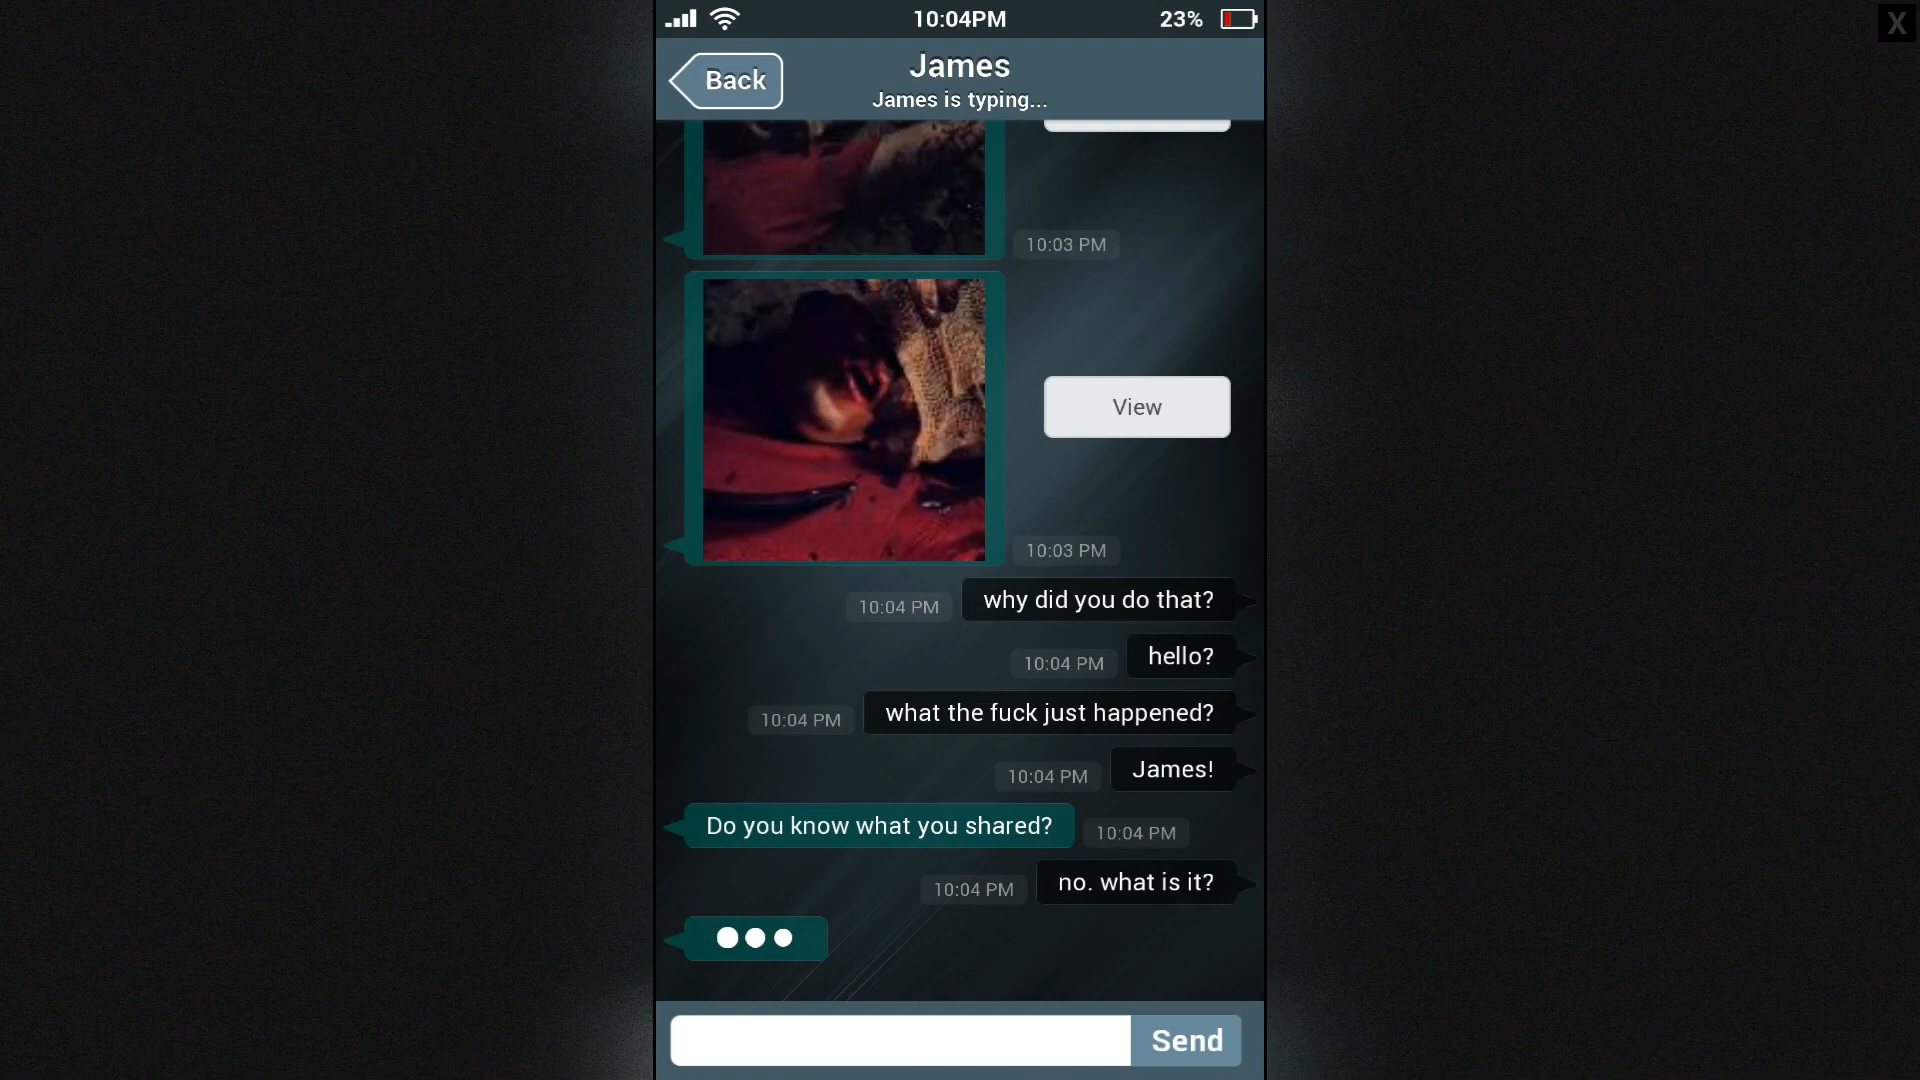 10:04PM
23%
X
Back
James
James is typing...
10:03 PM
View
10:03 PM
10:04 PM why did you do that?
10:04 PM hello?
10:04 PM what the fuck just happened?
10:04 PM James!
Do you know what you shared? 10:04 PM
10:04 PM no. what is it?
Send